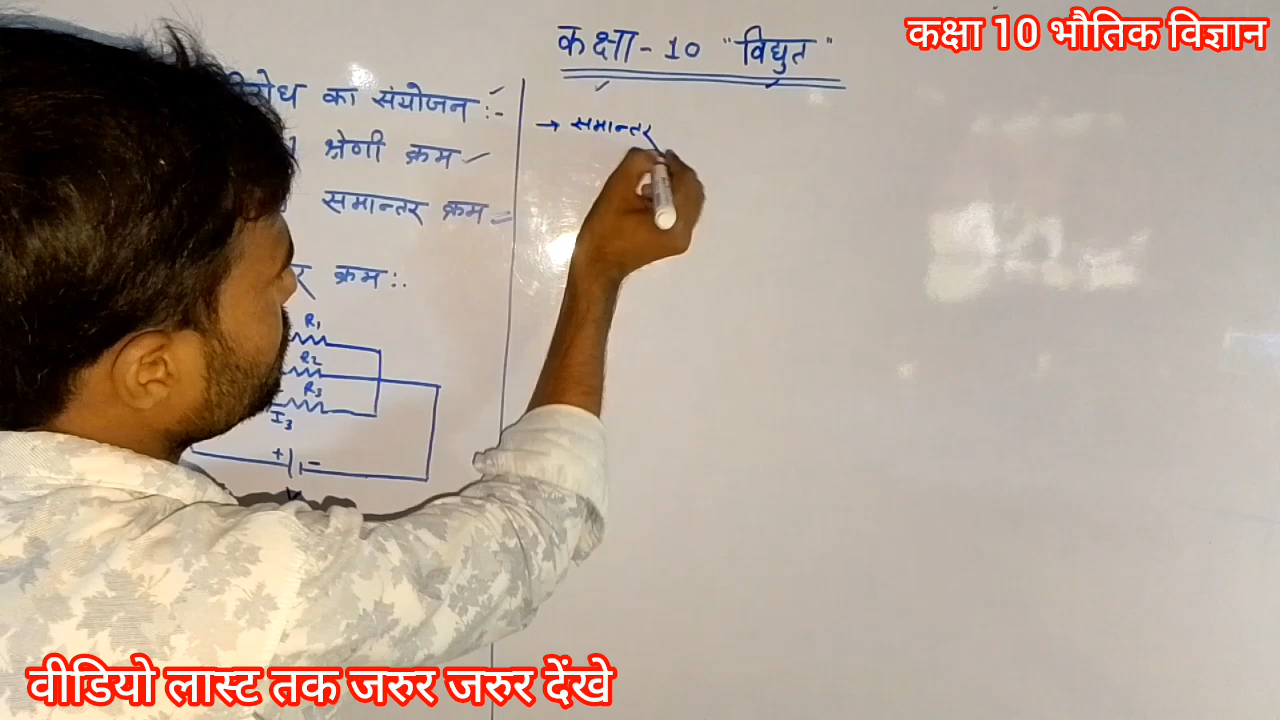 कक्षा 10 भौतिक विज्ञान
कक्षा - 10 "विद्युत"
का संयोजन :-
श्रेणी क्रम
समान्तर क्रम
क्रम :.
R1
R2
R3
I3
+ -
V
→ समान्तर
वीडियो लास्ट तक जरुर जरुर देंखे